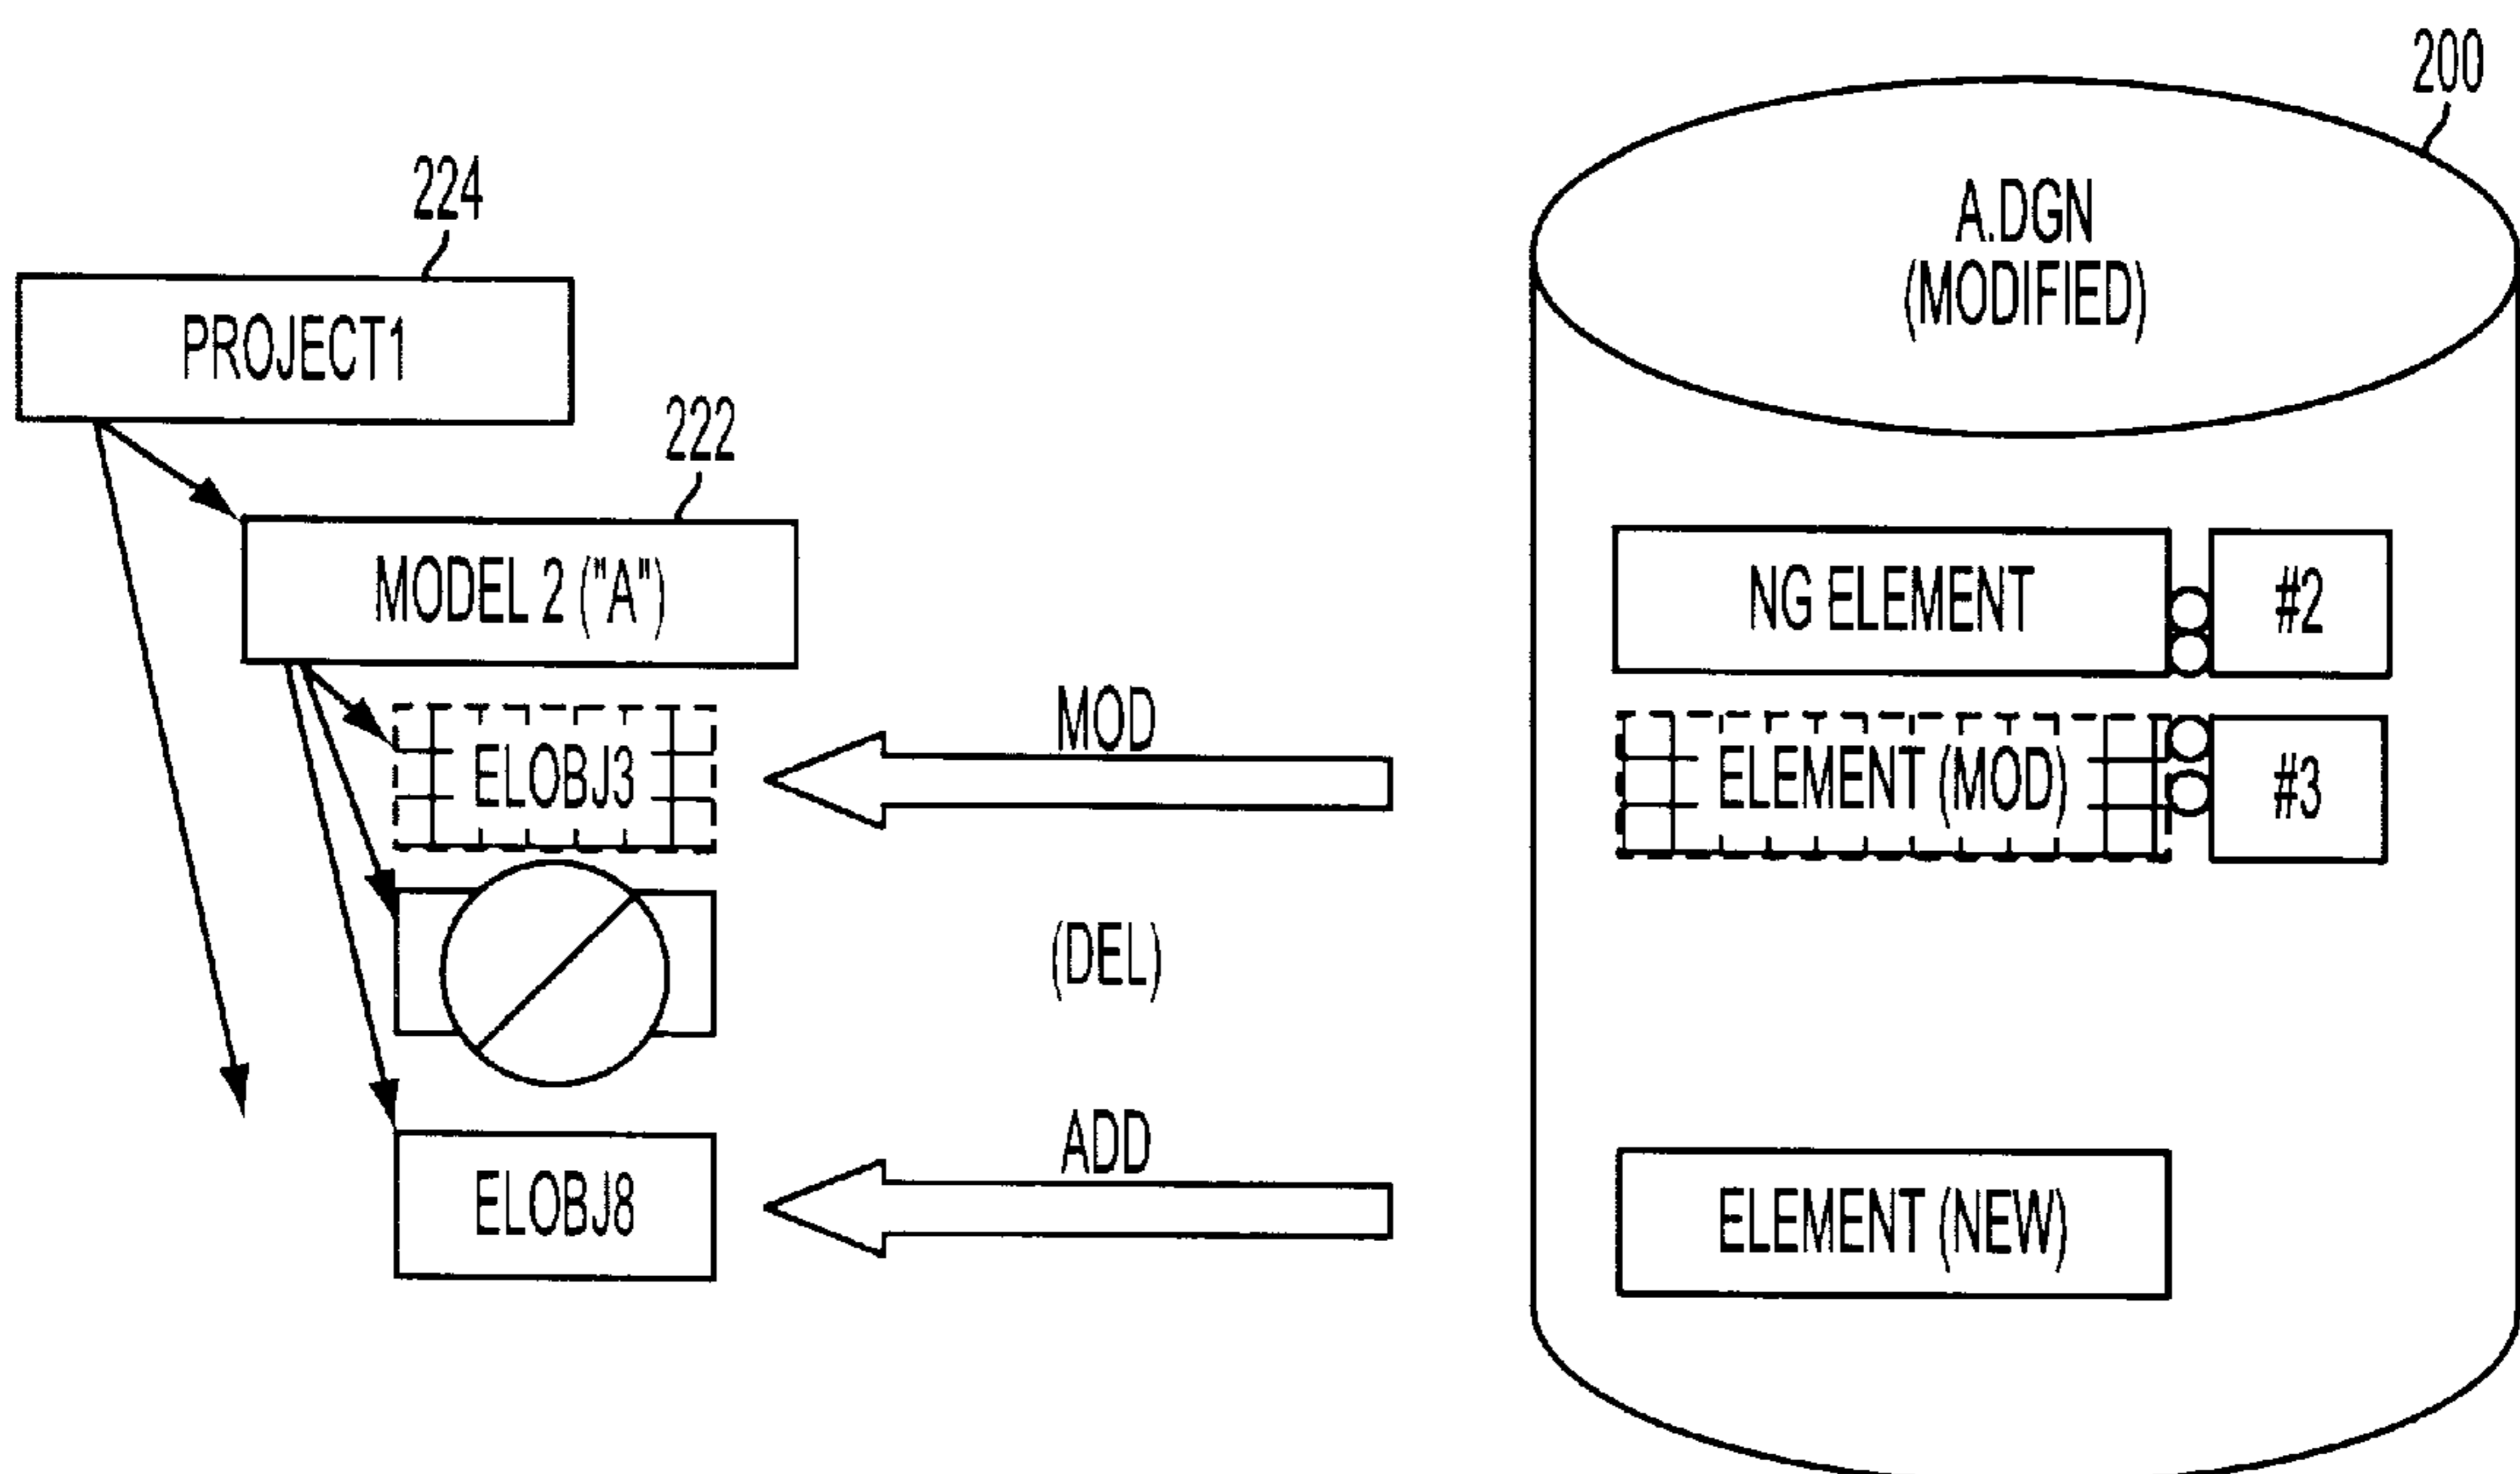 200
A.DGN
(MODIFIED)
224
PROJECT1
222
MODEL 2 ("A")
NG ELEMENT
#2
MOD
ELOBJ3
ELEMENT (MOD)
#3
(DEL)
ADD
ELOBJ8
ELEMENT (NEW)